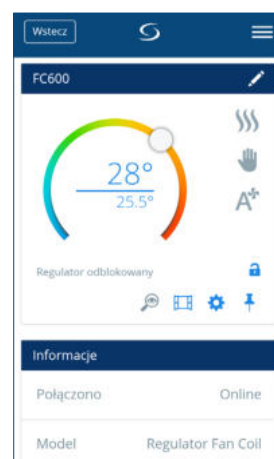 Wstecz
FC600
28°
25.5°
A
Regulator odblokowany
Informacje
Połączono Online
Model Regulator Fan Coil